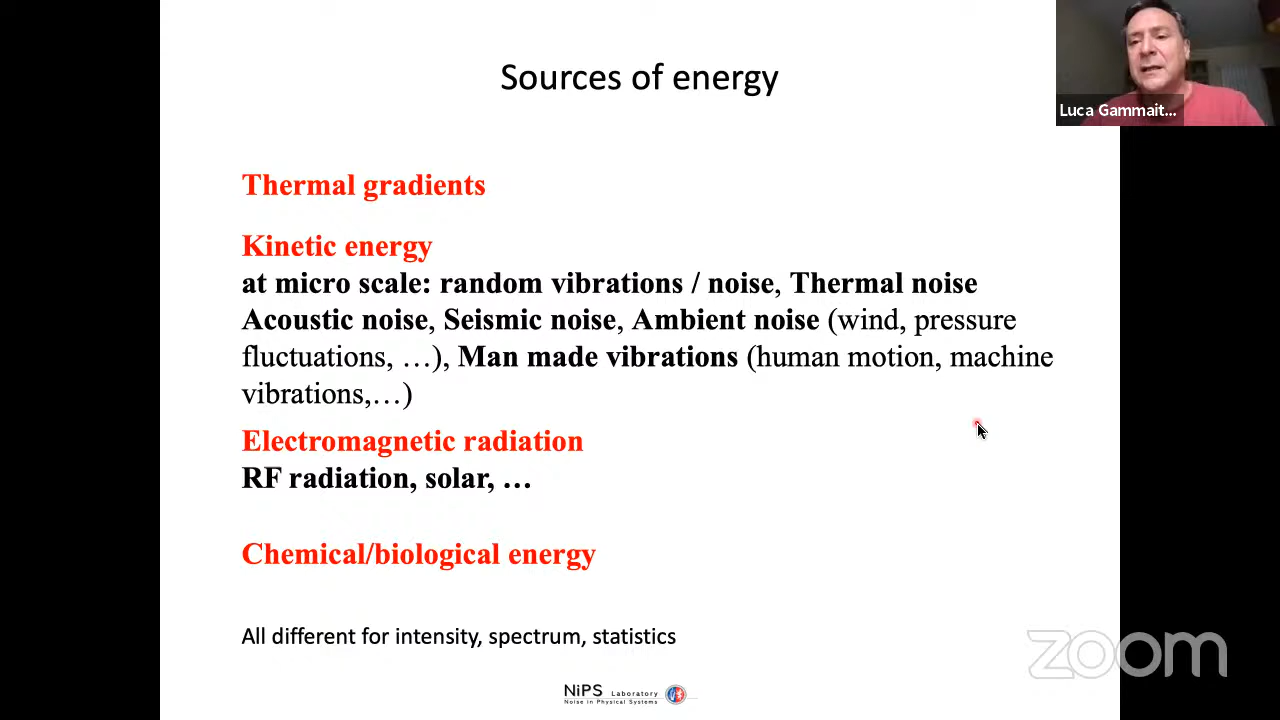 Sources of energy
Luca Gammait...
Thermal gradients
Kinetic energy
at micro scale: random vibrations / noise, Thermal noise
Acoustic noise, Seismic noise, Ambient noise (wind, pressure
fluctuations, …), Man made vibrations (human motion, machine
vibrations,…)
Electromagnetic radiation
RF radiation, solar, …
Chemical/biological energy
All different for intensity, spectrum, statistics
zoom
NiPS Laboratory
Noise in Physical Systems